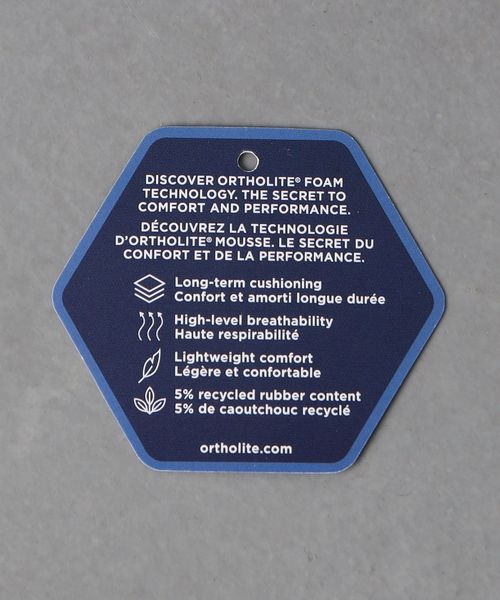 DISCOVER ORTHOLITE® FOAM
TECHNOLOGY. THE SECRET TO
COMFORT AND PERFORMANCE.
DÉCOUVREZ LA TECHNOLOGIE
D'ORTHOLITE® MOUSSE. LE SECRET DU
CONFORT ET DE LA PERFORMANCE.
Long-term cushioning
Confort et amorti longue durée
High-level breathability
Haute respirabilité
Lightweight comfort
Légère et confortable
5% recycled rubber content
5% de caoutchouc recyclé
ortholite.com